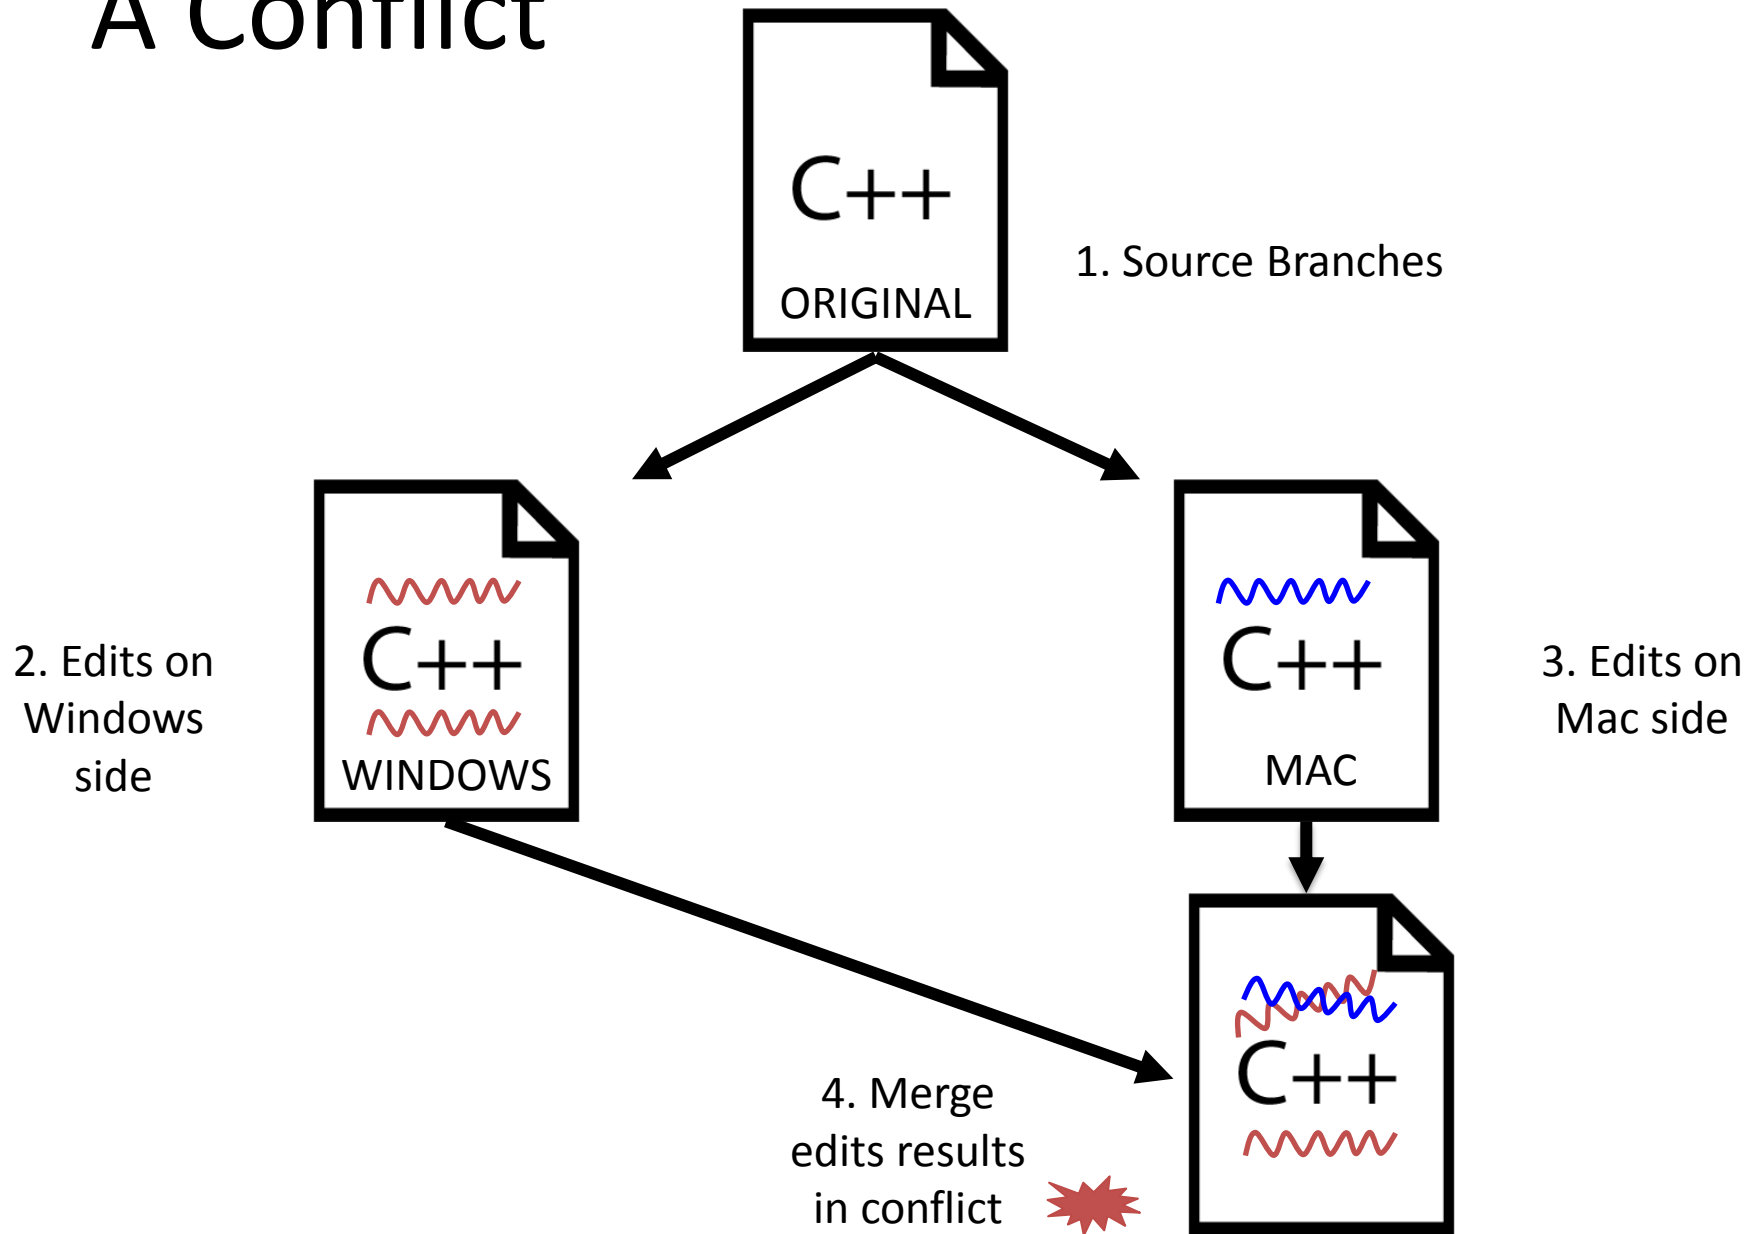 A Conflict
C++
ORIGINAL
1. Source Branches
2. Edits on
Windows
side
C++
WINDOWS
C++
MAC
3. Edits on
Mac side
4. Merge
edits results
in conflict
C++